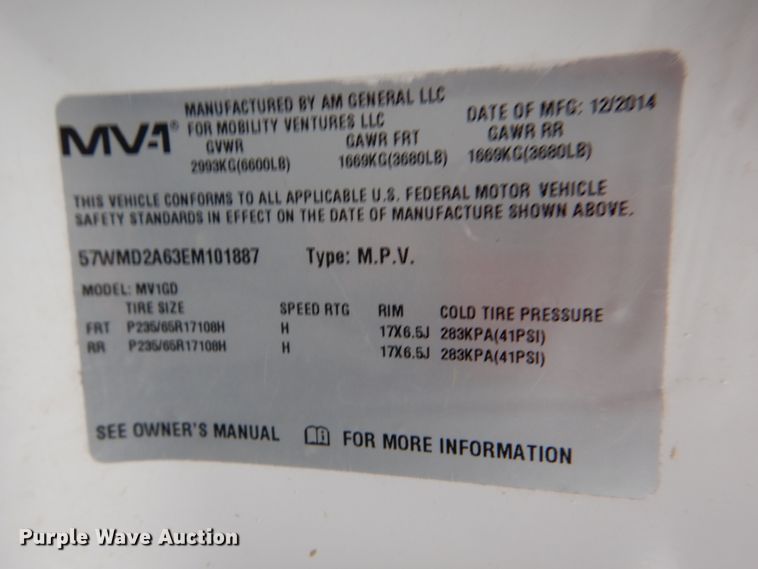 MV-1®
MANUFACTURED BY AM GENERAL LLC
FOR MOBILITY VENTURES LLC
DATE OF MFG: 12/2014
GVWR GAWR FRT GAWR RR
2993KG(6600LB) 1669KG(3680LB) 1669KG(3680LB)
THIS VEHICLE CONFORMS TO ALL APPLICABLE U.S. FEDERAL MOTOR VEHICLE
SAFETY STANDARDS IN EFFECT ON THE DATE OF MANUFACTURE SHOWN ABOVE.
57WMD2A63EM101887 Type: M.P.V.
MODEL: MV1GD
TIRE SIZE SPEED RTG RIM COLD TIRE PRESSURE
FRT P235/65R17108H H 17X6.5J 283KPA(41PSI)
RR P235/65R17108H H 17X6.5J 283KPA(41PSI)
SEE OWNER'S MANUAL FOR MORE INFORMATION
Purple Wave Auction